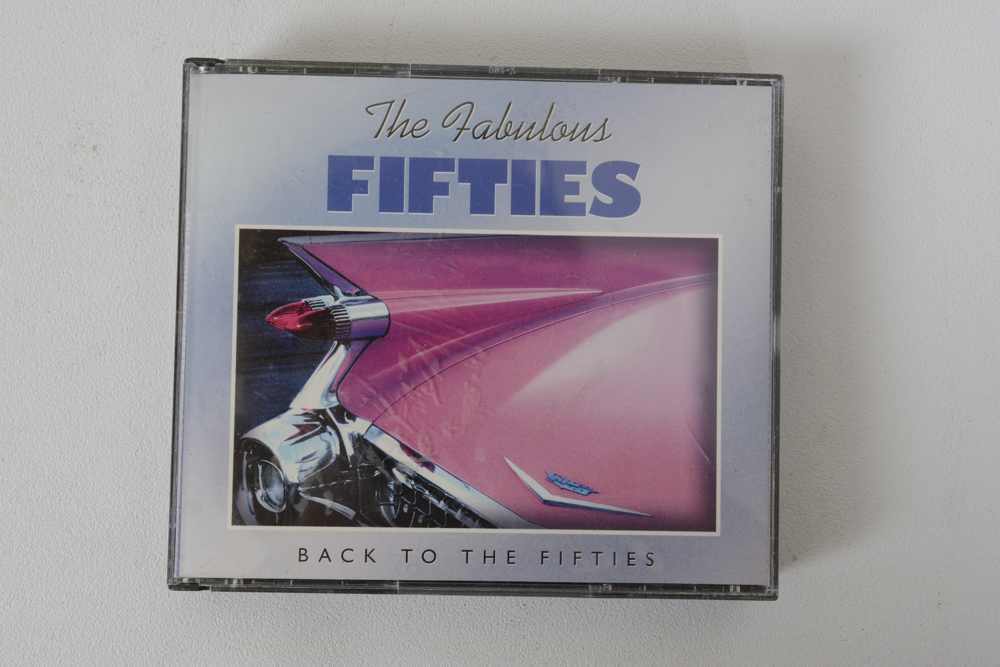 The Fabulous
FIFTIES
BACK TO THE FIFTIES